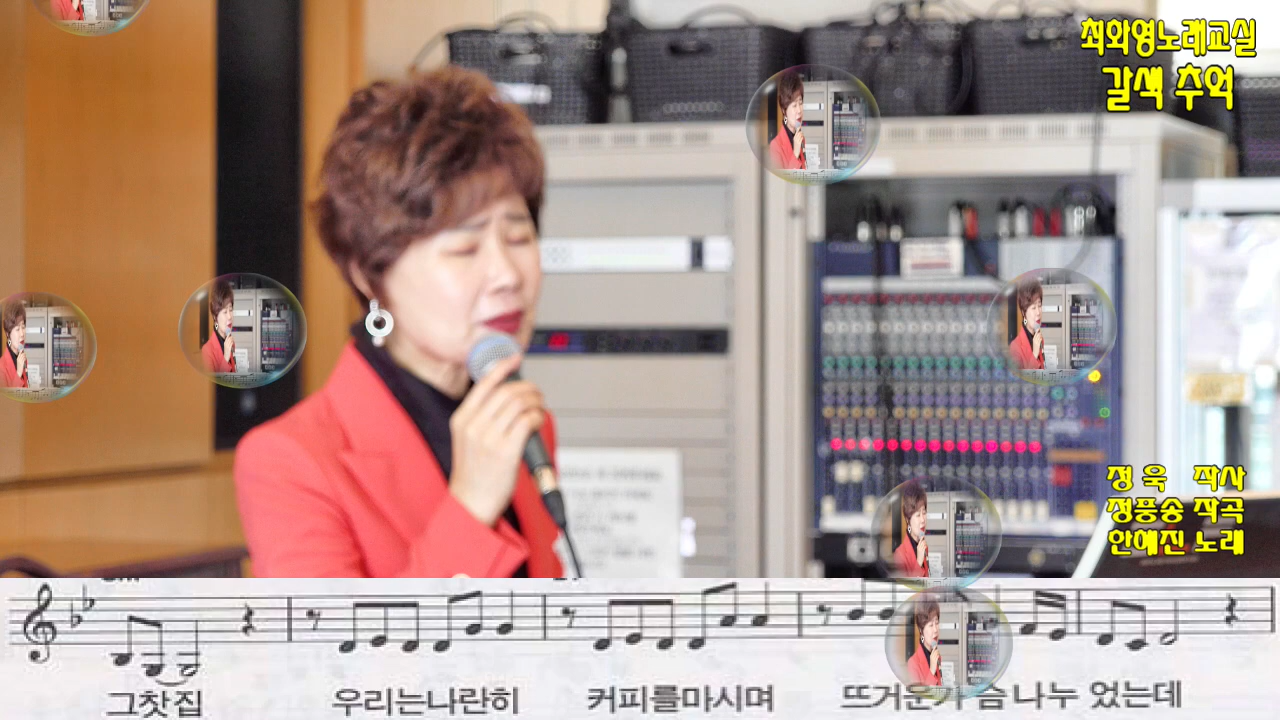 최화영노래교실
갈색 추억
정 욱 작사
정풍송 작곡
안혜진 노래
그찻집 우리는나란히 커피를마시며 뜨거운가 슴나누 었는데